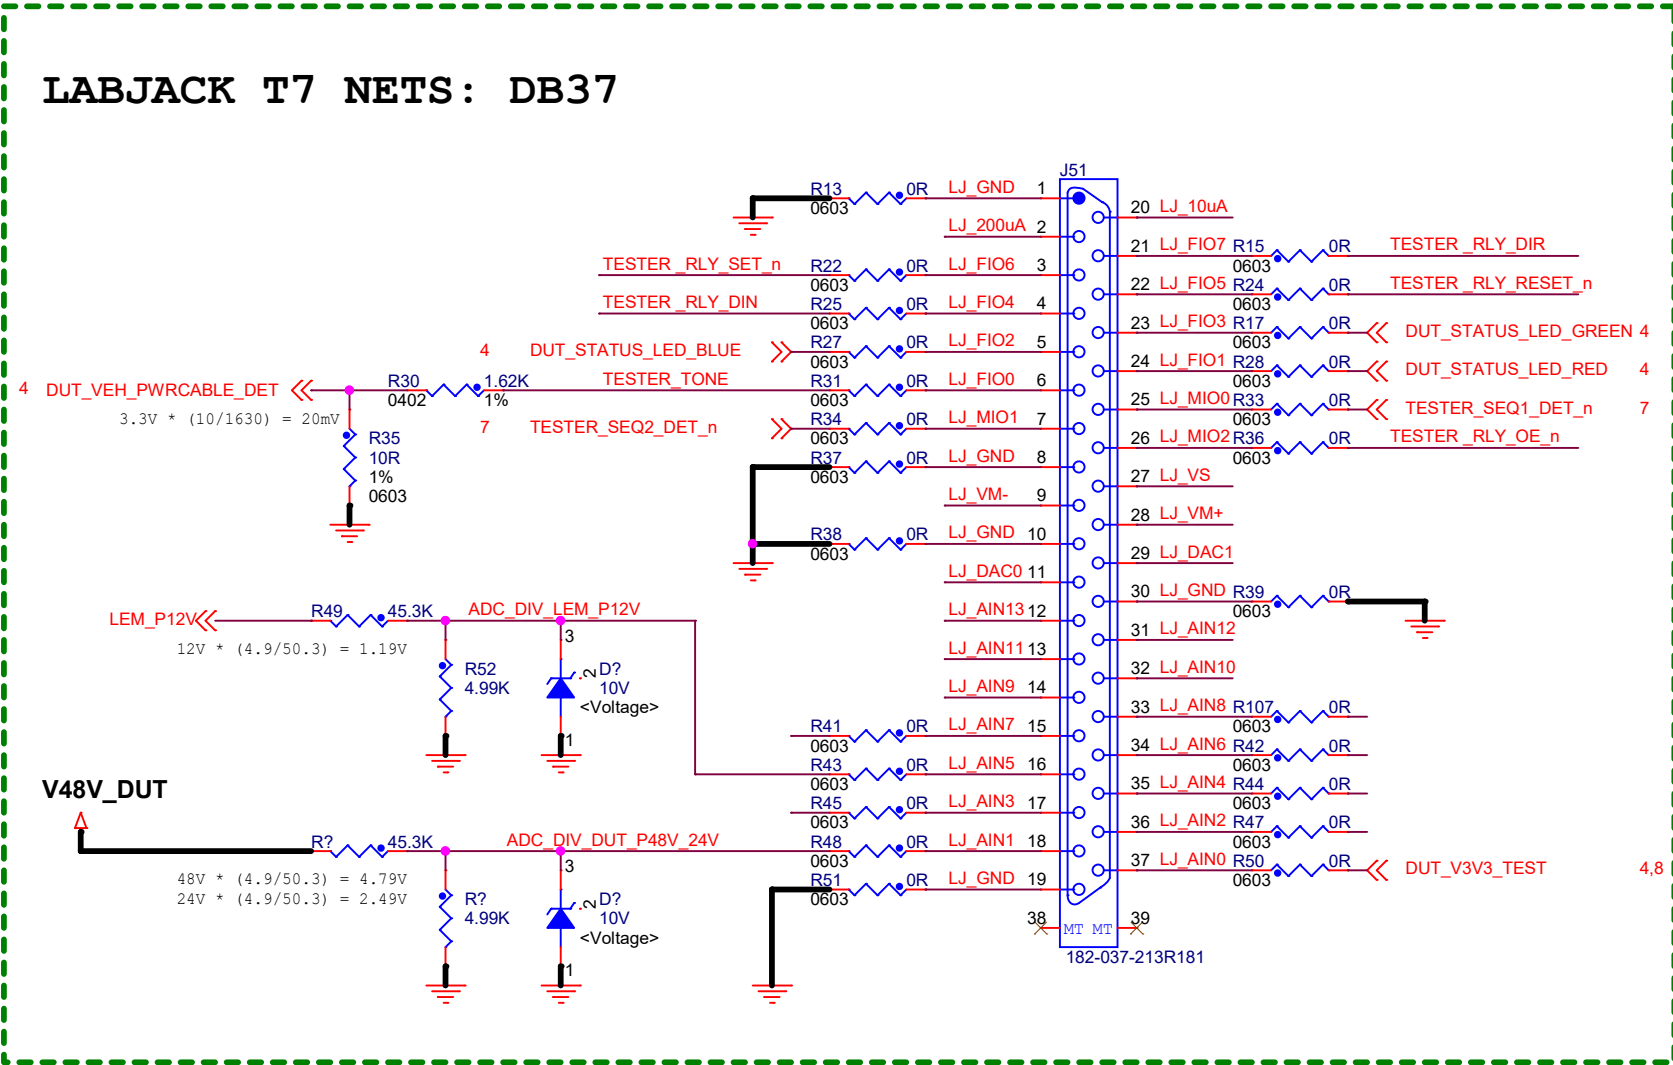 LABJACK T7 NETS: DB37
J51
R13 0R LJ_GND 1
0603
20 LJ_10uA
LJ_200uA 2
21 LJ_FIO7 R15 0R TESTER_RLY_DIR
0603
TESTER_RLY_SET_n R22 0R LJ_FIO6 3
0603
22 LJ_FIO5 R24 0R TESTER_RLY_RESET_n
0603
TESTER_RLY_DIN R25 0R LJ_FIO4 4
0603
23 LJ_FIO3 R17 0R DUT_STATUS_LED_GREEN 4
0603
4 DUT_STATUS_LED_BLUE R27 0R LJ_FIO2 5
0603
24 LJ_FIO1 R28 0R DUT_STATUS_LED_RED 4
0603
4 DUT_VEH_PWRCABLE_DET R30 1.62K TESTER_TONE R31 0R LJ_FIO0 6
0402 1% 0603
25 LJ_MIO0 R33 0R TESTER_SEQ1_DET_n 7
0603
3.3V * (10/1630) = 20mV
7 TESTER_SEQ2_DET_n R34 0R LJ_MIO1 7
0603
26 LJ_MIO2 R36 0R TESTER_RLY_OE_n
0603
R35
10R
1%
0603
R37 0R LJ_GND 8
0603
27 LJ_VS
LJ_VM- 9
28 LJ_VM+
R38 0R LJ_GND 10
0603
29 LJ_DAC1
LJ_DAC0 11
30 LJ_GND R39 0R
0603
LJ_AIN13 12
31 LJ_AIN12
LJ_AIN11 13
32 LJ_AIN10
LJ_AIN9 14
33 LJ_AIN8 R107 0R
0603
LEM_P12V R49 45.3K ADC_DIV_LEM_P12V
12V * (4.9/50.3) = 1.19V
3
R52
4.99K
2 D?
10V
<Voltage>
1
R41 0R LJ_AIN7 15
0603
34 LJ_AIN6 R42 0R
0603
R43 0R LJ_AIN5 16
0603
35 LJ_AIN4 R44 0R
0603
R45 0R LJ_AIN3 17
0603
36 LJ_AIN2 R47 0R
0603
V48V_DUT
R? 45.3K ADC_DIV_DUT_P48V_24V R48 0R LJ_AIN1 18
0603
37 LJ_AIN0 R50 0R DUT_V3V3_TEST 4,8
0603
48V * (4.9/50.3) = 4.79V
24V * (4.9/50.3) = 2.49V
3
R?
4.99K
2 D?
10V
<Voltage>
1
R51 0R LJ_GND 19
0603
38 MT MT 39
182-037-213R181